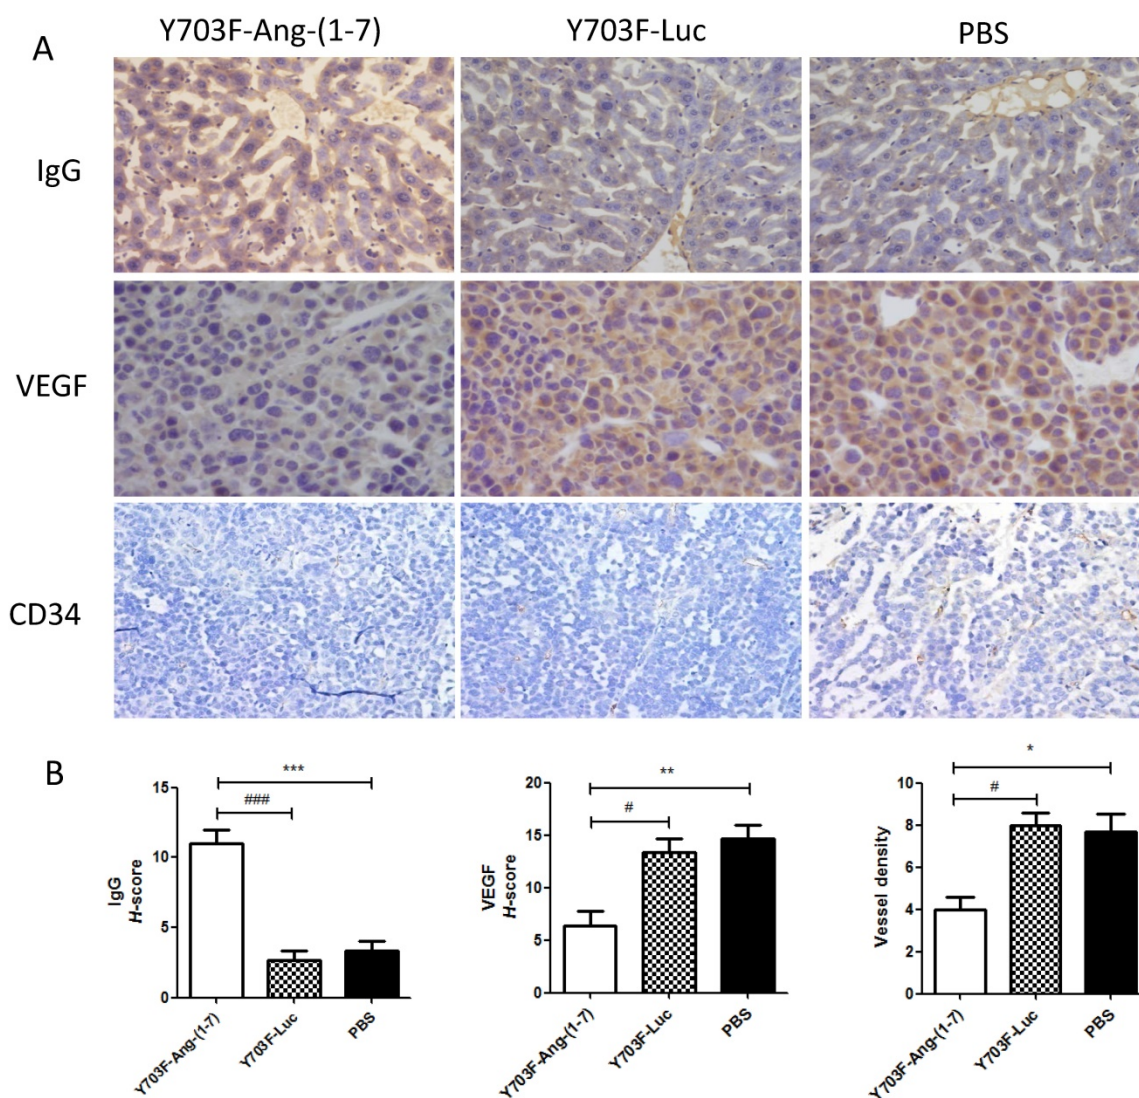 A
Y703F-Ang-(1-7)
Y703F-Luc
PBS
IgG
VEGF
CD34
B
15
10
5
0
IgG
H-score
***
###
Y703F-Ang-(1-7)
Y703F-Luc
PBS
20
15
10
5
0
VEGF
H-score
**
#
Y703F-Ang-(1-7)
Y703F-Luc
PBS
10
8
6
4
2
0
Vessel density
*
#
Y703F-Ang-(1-7)
Y703F-Luc
PBS